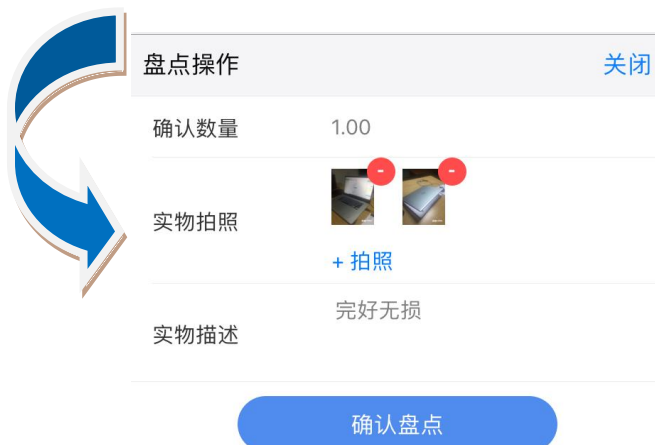 盘点操作 关闭
确认数量 1.00
实物拍照
+ 拍照
完好无损
实物描述
确认盘点